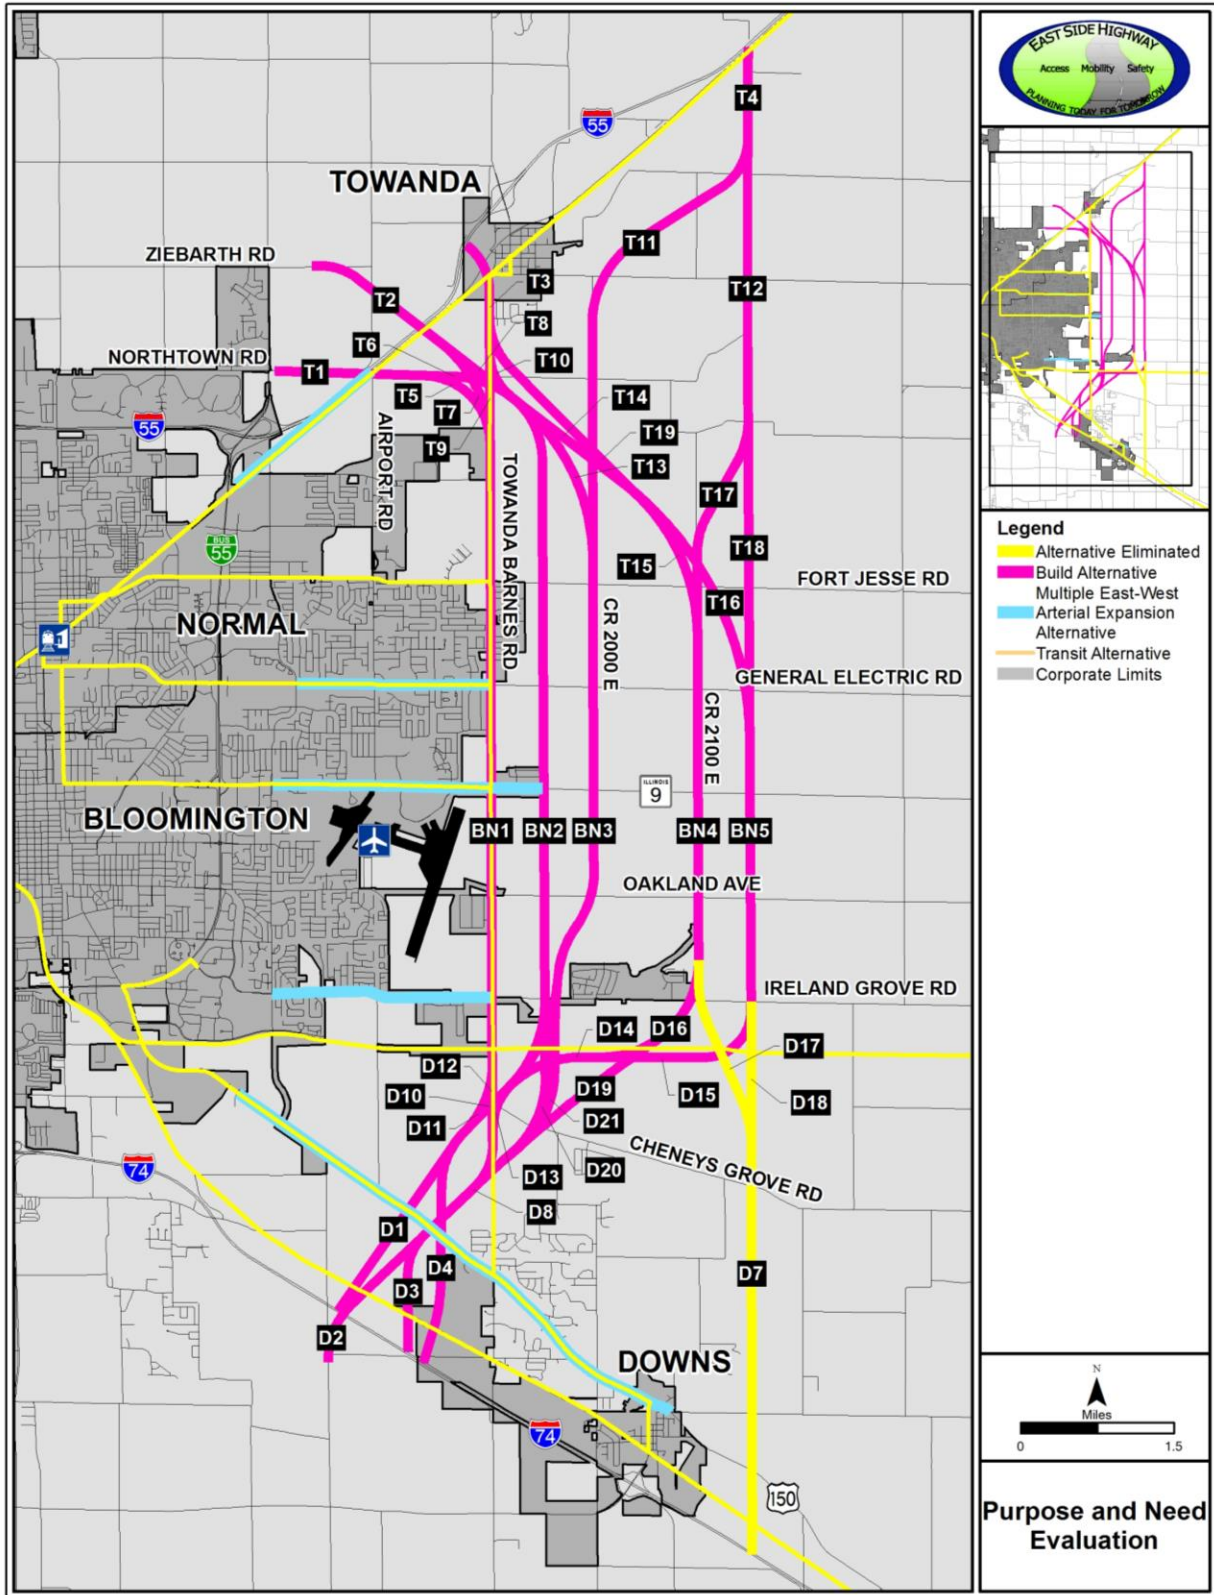 EAST SIDE HIGHWAY
Access Mobility Safety
PLANNING TODAY FOR TOMORROW
T4
55
TOWANDA
T11
ZIEBARTH RD
T3
T12
T2
T8
T6
T10
NORTHTOWN RD
T1
T5
T14
T7
55
AIRPORT RD
T19
T9
TOWANDA BARNES RD
T13
T17
BUS
55
T18
T15
FORT JESSE RD
T16
CR 2000 E
NORMAL
GENERAL ELECTRIC RD
CR 2100 E
ILLINOIS
9
BLOOMINGTON
BN1
BN2
BN3
BN4
BN5
OAKLAND AVE
IRELAND GROVE RD
D14
D16
D17
D12
D19
D15
D18
D10
D11
D21
CHENEYS GROVE RD
74
D20
D13
D8
D1
D4
D7
D3
D2
DOWNS
74
150
Legend
Alternative Eliminated
Build Alternative
Multiple East-West
Arterial Expansion
Alternative
Transit Alternative
Corporate Limits
N
Miles
0
1.5
Purpose and Need
Evaluation